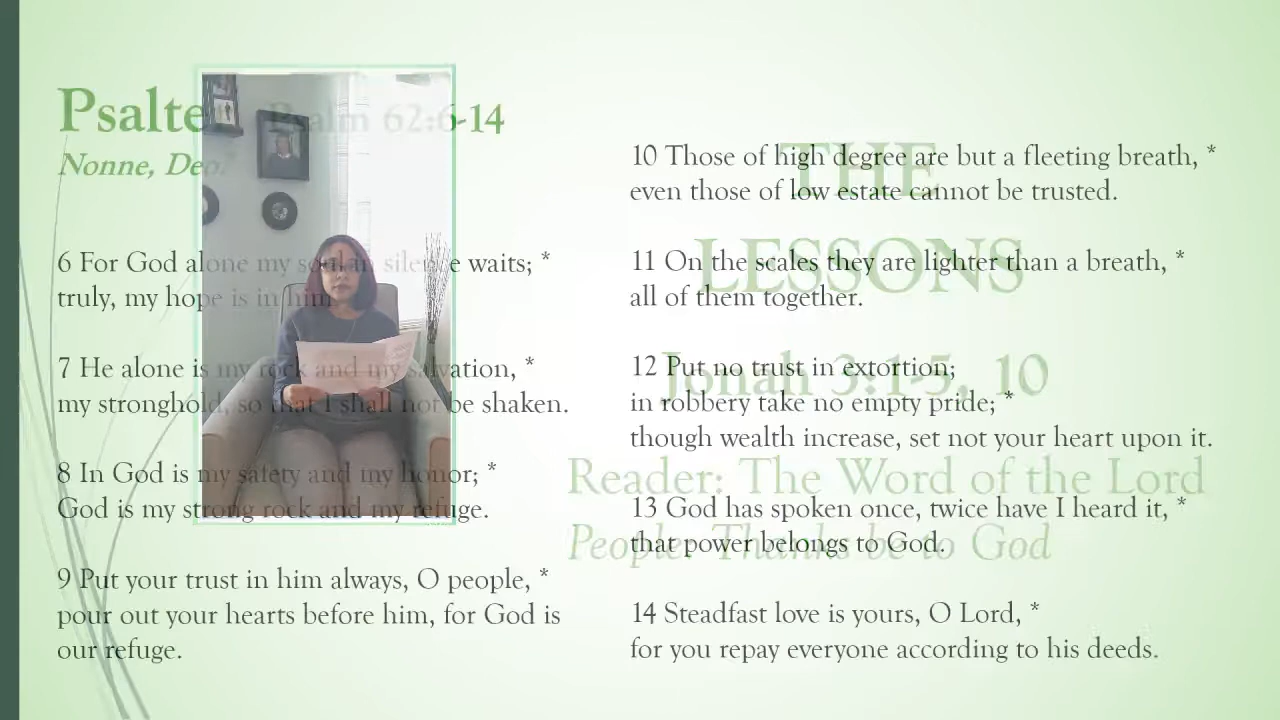 Psalter Psalm 62:6-14
Nonne, Deo?
6 For God alone my soul in silence waits; *
truly, my hope is in him.
7 He alone is my rock and my salvation, *
my stronghold, so that I shall not be shaken.
8 In God is my safety and my honor; *
God is my strong rock and my refuge.
9 Put your trust in him always, O people, *
pour out your hearts before him, for God is
our refuge.
10 Those of high degree are but a fleeting breath, *
even those of low estate cannot be trusted.
11 On the scales they are lighter than a breath, *
all of them together.
12 Put no trust in extortion;
in robbery take no empty pride; *
though wealth increase, set not your heart upon it.
13 God has spoken once, twice have I heard it, *
that power belongs to God.
14 Steadfast love is yours, O Lord, *
for you repay everyone according to his deeds.
THE
LESSONS
Jonah 3:1-5, 10
Reader: The Word of the Lord
People: Thanks be to God